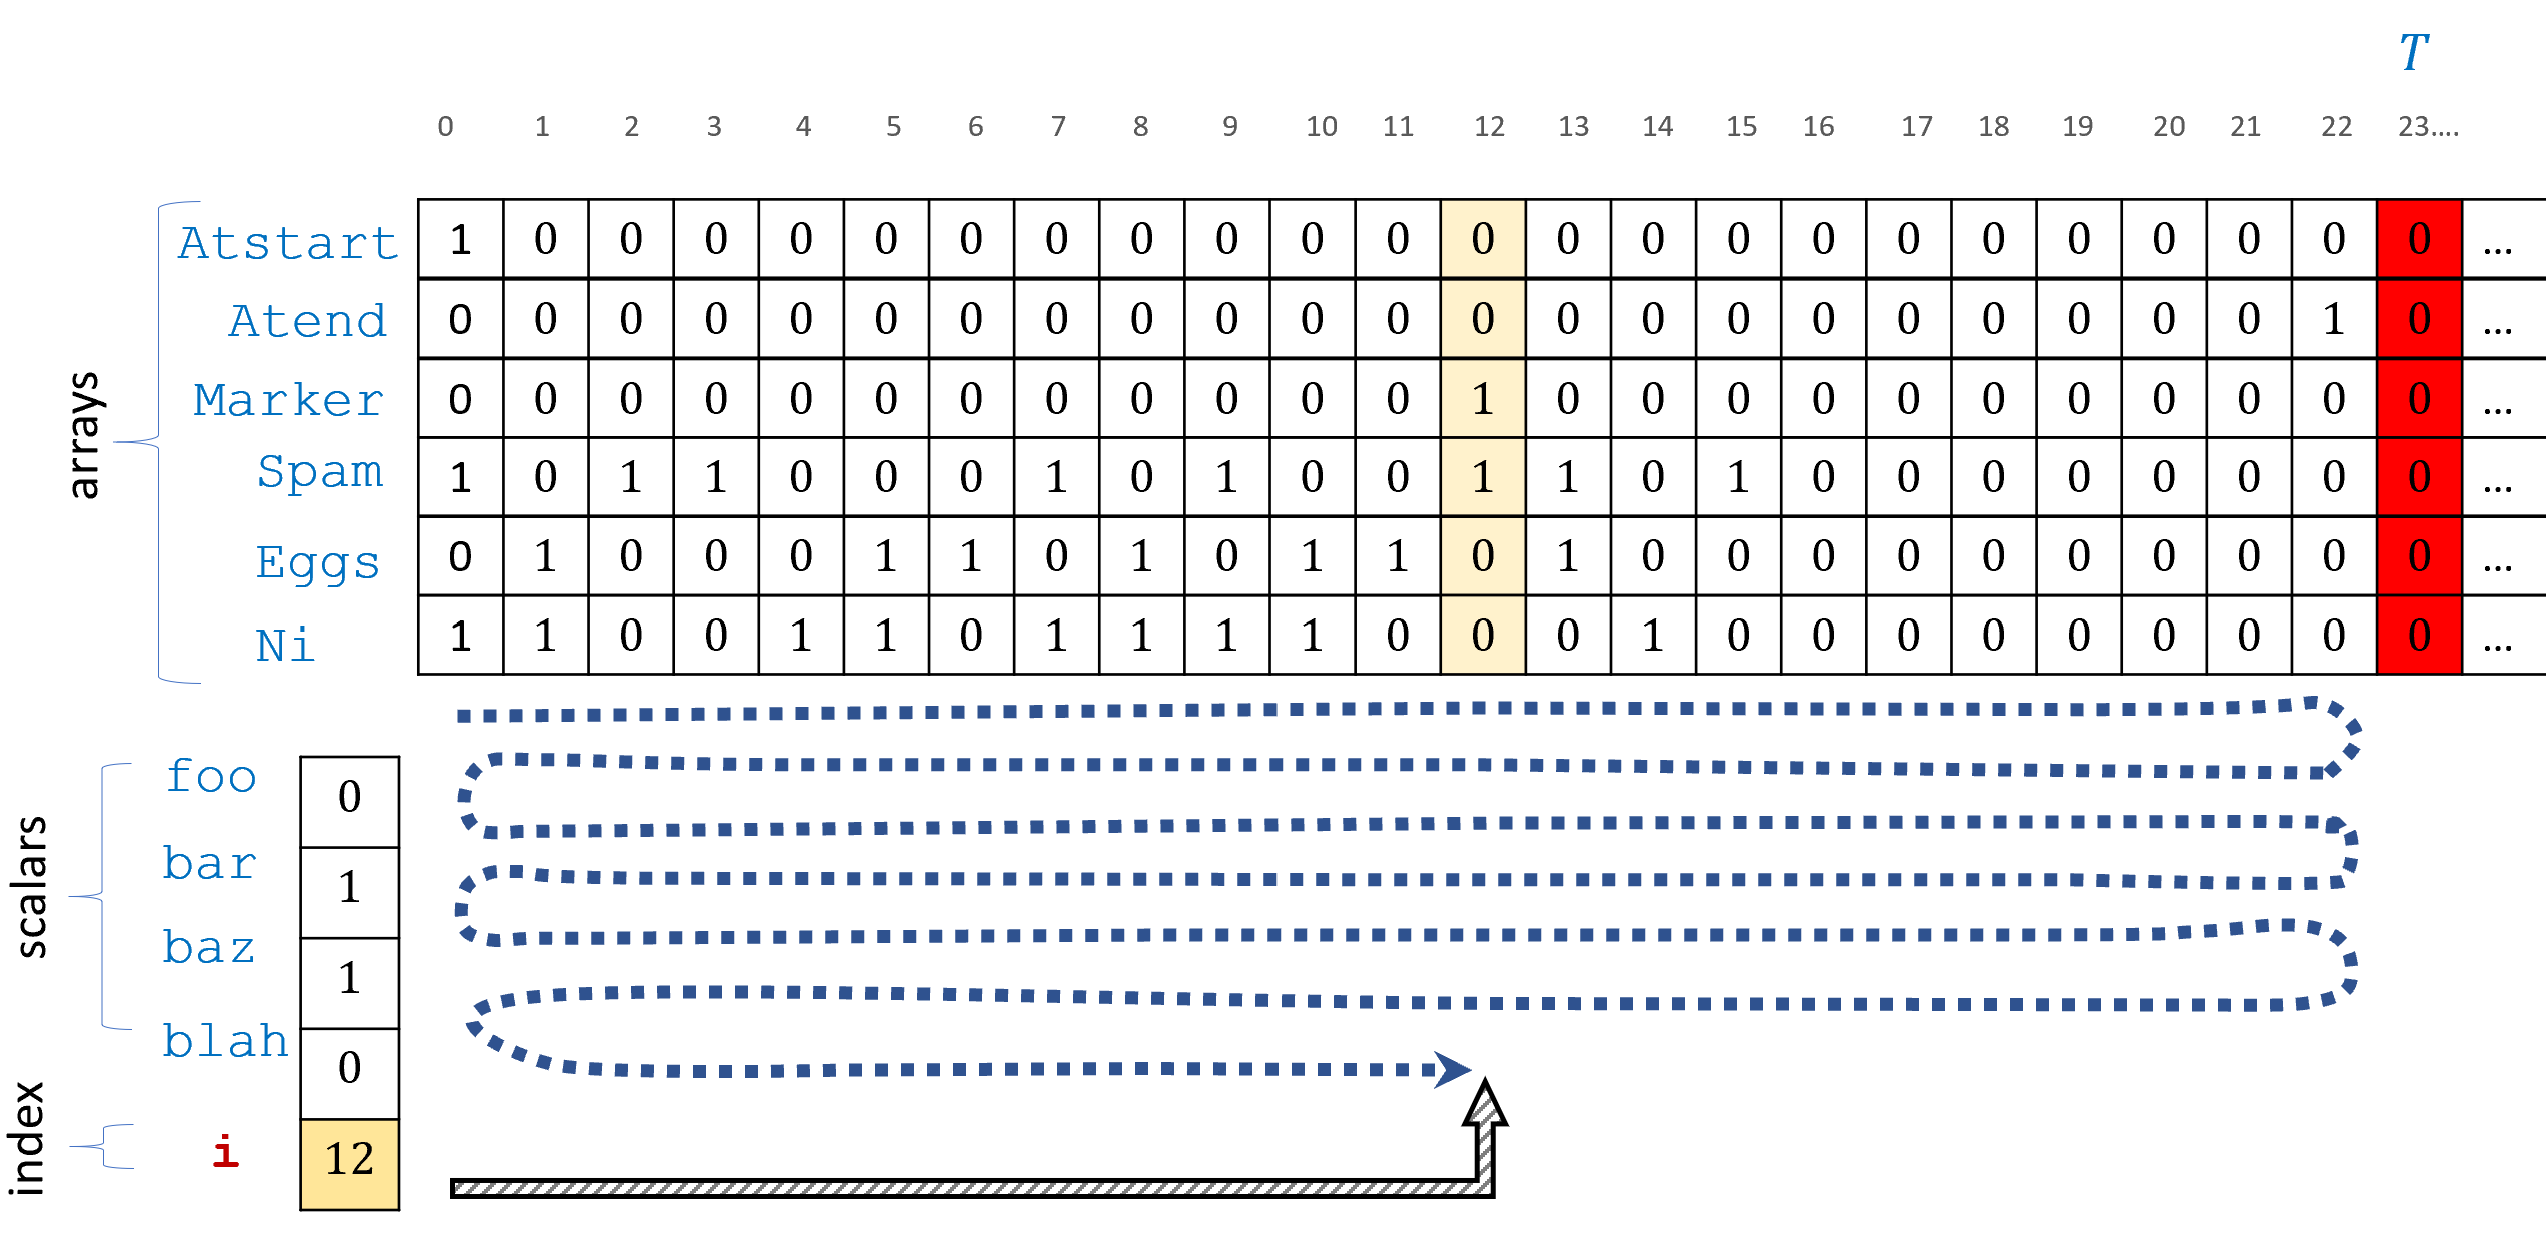 T
0 1 2 3 4 5 6 7 8 9 10 11 12 13 14 15 16 17 18 19 20 21 22 23....
arrays
Atstart 1 0 0 0 0 0 0 0 0 0 0 0 0 0 0 0 0 0 0 0 0 0 0 0 ...
Atend 0 0 0 0 0 0 0 0 0 0 0 0 0 0 0 0 0 0 0 0 0 0 1 0 ...
Marker 0 0 0 0 0 0 0 0 0 0 0 0 1 0 0 0 0 0 0 0 0 0 0 0 ...
Spam 1 0 1 1 0 0 0 1 0 1 0 0 1 1 0 1 0 0 0 0 0 0 0 0 ...
Eggs 0 1 0 0 0 1 1 0 1 0 1 1 0 1 0 0 0 0 0 0 0 0 0 0 ...
Ni 1 1 0 0 1 1 0 1 1 1 1 0 0 0 1 0 0 0 0 0 0 0 0 0 ...
scalars
foo 0
bar 1
baz 1
blah 0
index
i 12